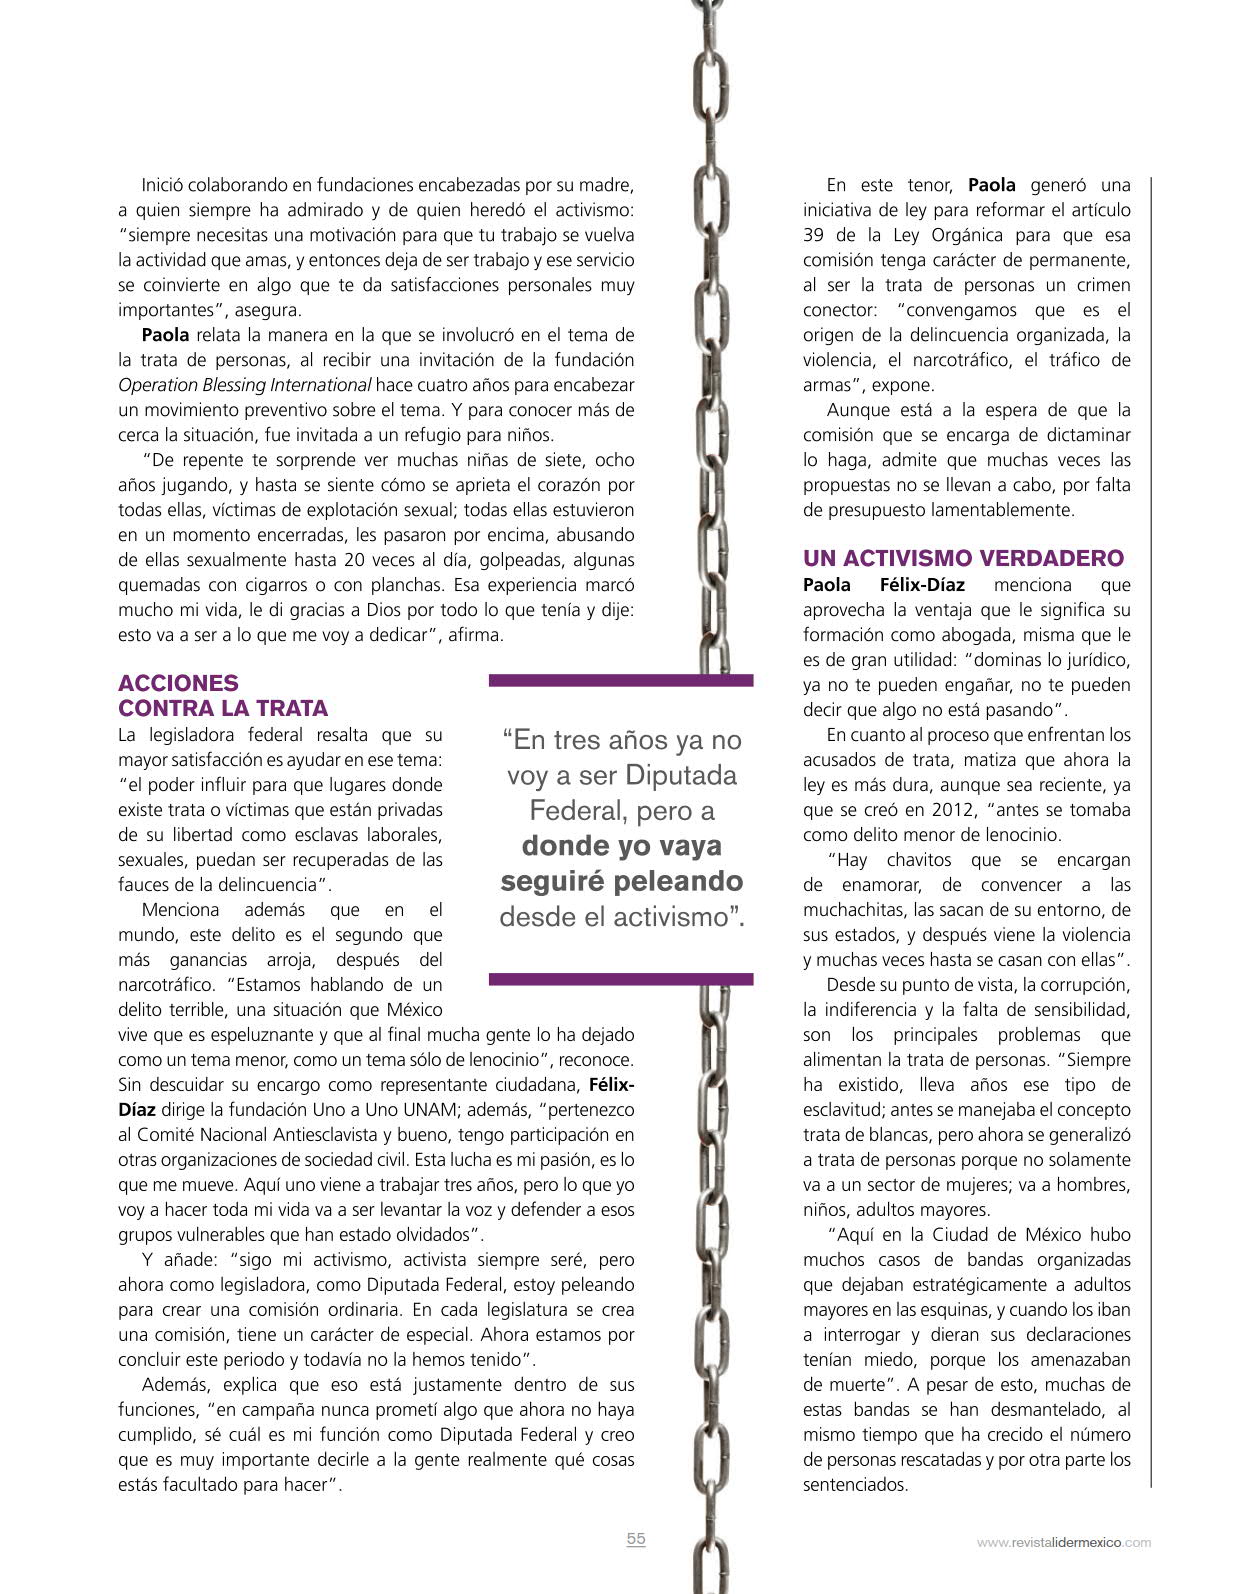 Inició colaborando en fundaciones encabezadas por su madre,
a quien siempre ha admirado y de quien heredó el activismo:
“siempre necesitas una motivación para que tu trabajo se vuelva
la actividad que amas, y entonces deja de ser trabajo y ese servicio
se coinvierte en algo que te da satisfacciones personales muy
importantes”, asegura.
Paola relata la manera en la que se involucró en el tema de
la trata de personas, al recibir una invitación de la fundación
Operation Blessing International hace cuatro años para encabezar
un movimiento preventivo sobre el tema. Y para conocer más de
cerca la situación, fue invitada a un refugio para niños.
“De repente te sorprende ver muchas niñas de siete, ocho
años jugando, y hasta se siente cómo se aprieta el corazón por
todas ellas, víctimas de explotación sexual; todas ellas estuvieron
en un momento encerradas, les pasaron por encima, abusando
de ellas sexualmente hasta 20 veces al día, golpeadas, algunas
quemadas con cigarros o con planchas. Esa experiencia marcó
mucho mi vida, le di gracias a Dios por todo lo que tenía y dije:
esto va a ser a lo que me voy a dedicar”, afirma.
ACCIONES
CONTRA LA TRATA
La legisladora federal resalta que su
mayor satisfacción es ayudar en ese tema:
“el poder influir para que lugares donde
existe trata o víctimas que están privadas
de su libertad como esclavas laborales,
sexuales, puedan ser recuperadas de las
fauces de la delincuencia”.
Menciona además que en el
mundo, este delito es el segundo que
más ganancias arroja, después del
narcotráfico. “Estamos hablando de un
delito terrible, una situación que México
vive que es espeluznante y que al final mucha gente lo ha dejado
como un tema menor, como un tema sólo de lenocinio”, reconoce.
Sin descuidar su encargo como representante ciudadana, Félix-
Díaz dirige la fundación Uno a Uno UNAM; además, “pertenezco
al Comité Nacional Antiesclavista y bueno, tengo participación en
otras organizaciones de sociedad civil. Esta lucha es mi pasión, es lo
que me mueve. Aquí uno viene a trabajar tres años, pero lo que yo
voy a hacer toda mi vida va a ser levantar la voz y defender a esos
grupos vulnerables que han estado olvidados”.
Y añade: “sigo mi activismo, activista siempre seré, pero
ahora como legisladora, como Diputada Federal, estoy peleando
para crear una comisión ordinaria. En cada legislatura se crea
una comisión, tiene un carácter de especial. Ahora estamos por
concluir este periodo y todavía no la hemos tenido”.
Además, explica que eso está justamente dentro de sus
funciones, “en campaña nunca prometí algo que ahora no haya
cumplido, sé cuál es mi función como Diputada Federal y creo
que es muy importante decirle a la gente realmente qué cosas
estás facultado para hacer”.
“En tres años ya no
voy a ser Diputada
Federal, pero a
donde yo vaya
seguiré peleando
desde el activismo”.
En este tenor, Paola generó una
iniciativa de ley para reformar el artículo
39 de la Ley Orgánica para que esa
comisión tenga carácter de permanente,
al ser la trata de personas un crimen
conector: “convengamos que es el
origen de la delincuencia organizada, la
violencia, el narcotráfico, el tráfico de
armas”, expone.
Aunque está a la espera de que la
comisión que se encarga de dictaminar
lo haga, admite que muchas veces las
propuestas no se llevan a cabo, por falta
de presupuesto lamentablemente.
UN ACTIVISMO VERDADERO
Paola Félix-Díaz menciona que
aprovecha la ventaja que le significa su
formación como abogada, misma que le
es de gran utilidad: “dominas lo jurídico,
ya no te pueden engañar, no te pueden
decir que algo no está pasando”.
En cuanto al proceso que enfrentan los
acusados de trata, matiza que ahora la
ley es más dura, aunque sea reciente, ya
que se creó en 2012, “antes se tomaba
como delito menor de lenocinio.
“Hay chavitos que se encargan
de enamorar, de convencer a las
muchachitas, las sacan de su entorno, de
sus estados, y después viene la violencia
y muchas veces hasta se casan con ellas”.
Desde su punto de vista, la corrupción,
la indiferencia y la falta de sensibilidad,
son los principales problemas que
alimentan la trata de personas. “Siempre
ha existido, lleva años ese tipo de
esclavitud; antes se manejaba el concepto
trata de blancas, pero ahora se generalizó
a trata de personas porque no solamente
va a un sector de mujeres; va a hombres,
niños, adultos mayores.
“Aquí en la Ciudad de México hubo
muchos casos de bandas organizadas
que dejaban estratégicamente a adultos
mayores en las esquinas, y cuando los iban
a interrogar y dieran sus declaraciones
tenían miedo, porque los amenazaban
de muerte”. A pesar de esto, muchas de
estas bandas se han desmantelado, al
mismo tiempo que ha crecido el número
de personas rescatadas y por otra parte los
sentenciados.
55
www.revistalidermexico.com